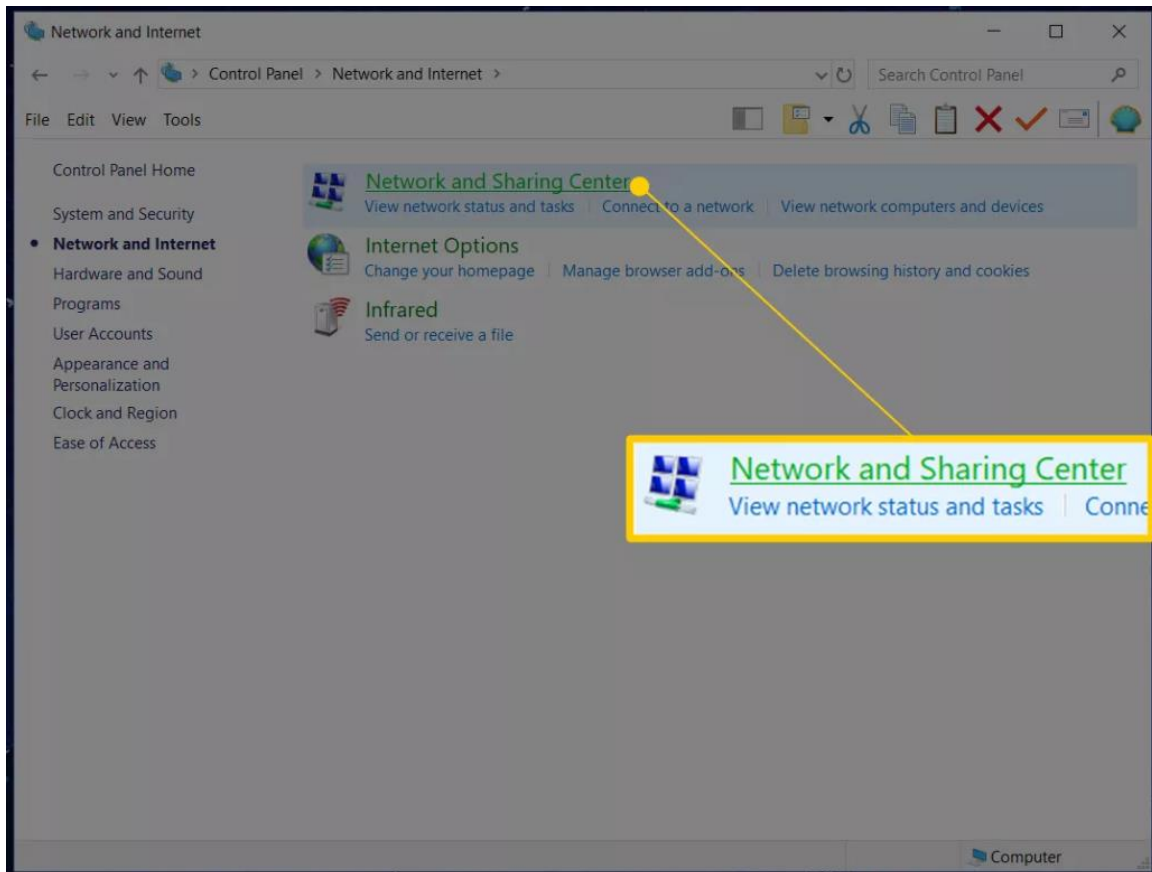 Network and Internet
Control Panel > Network and Internet >
Search Control Panel
File Edit View Tools
Control Panel Home
System and Security
Network and Internet
Hardware and Sound
Programs
User Accounts
Appearance and
Personalization
Clock and Region
Ease of Access
Network and Sharing Center
View network status and tasks | Connect to a network | View network computers and devices
Internet Options
Change your homepage | Manage browser add-ons | Delete browsing history and cookies
Infrared
Send or receive a file
Network and Sharing Center
View network status and tasks | Conne
Computer